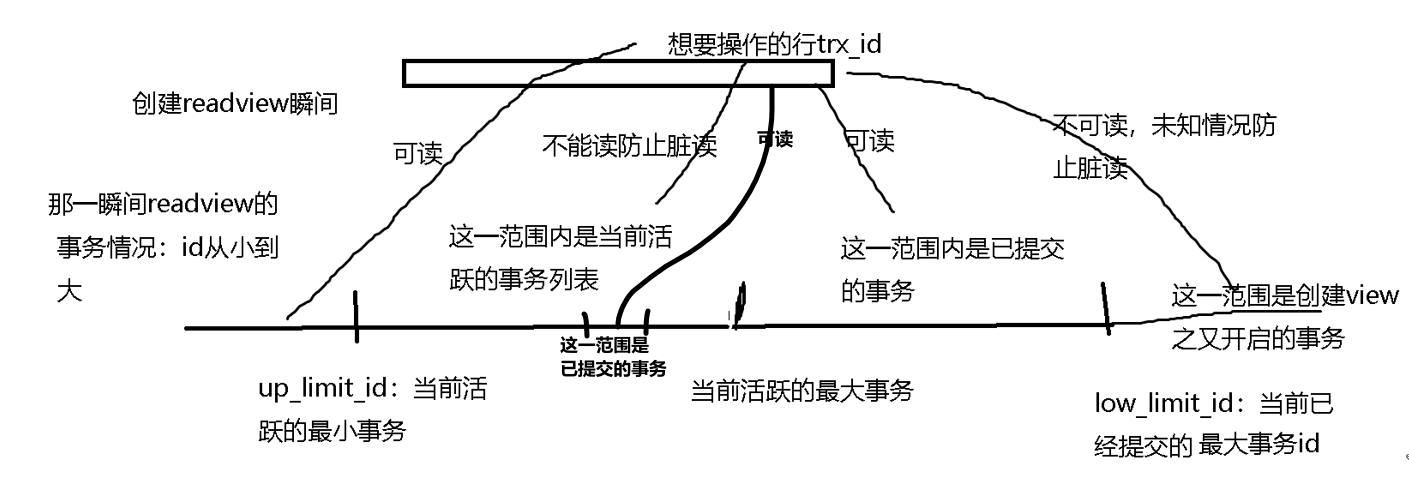 想要操作的行trx_id
创建readview瞬间
可读
不能读防止脏读
可读
可读
不可读，未知情况防
止脏读
那一瞬间readview的
事务情况：id从小到
大
这一范围内是当前活
跃的事务列表
这一范围内是已提交
的事务
这一范围是创建view
之又开启的事务
这一范围是
已提交的事务
up_limit_id：当前活
跃的最小事务
当前活跃的最大事务
low_limit_id：当前已
经提交的 最大事务id